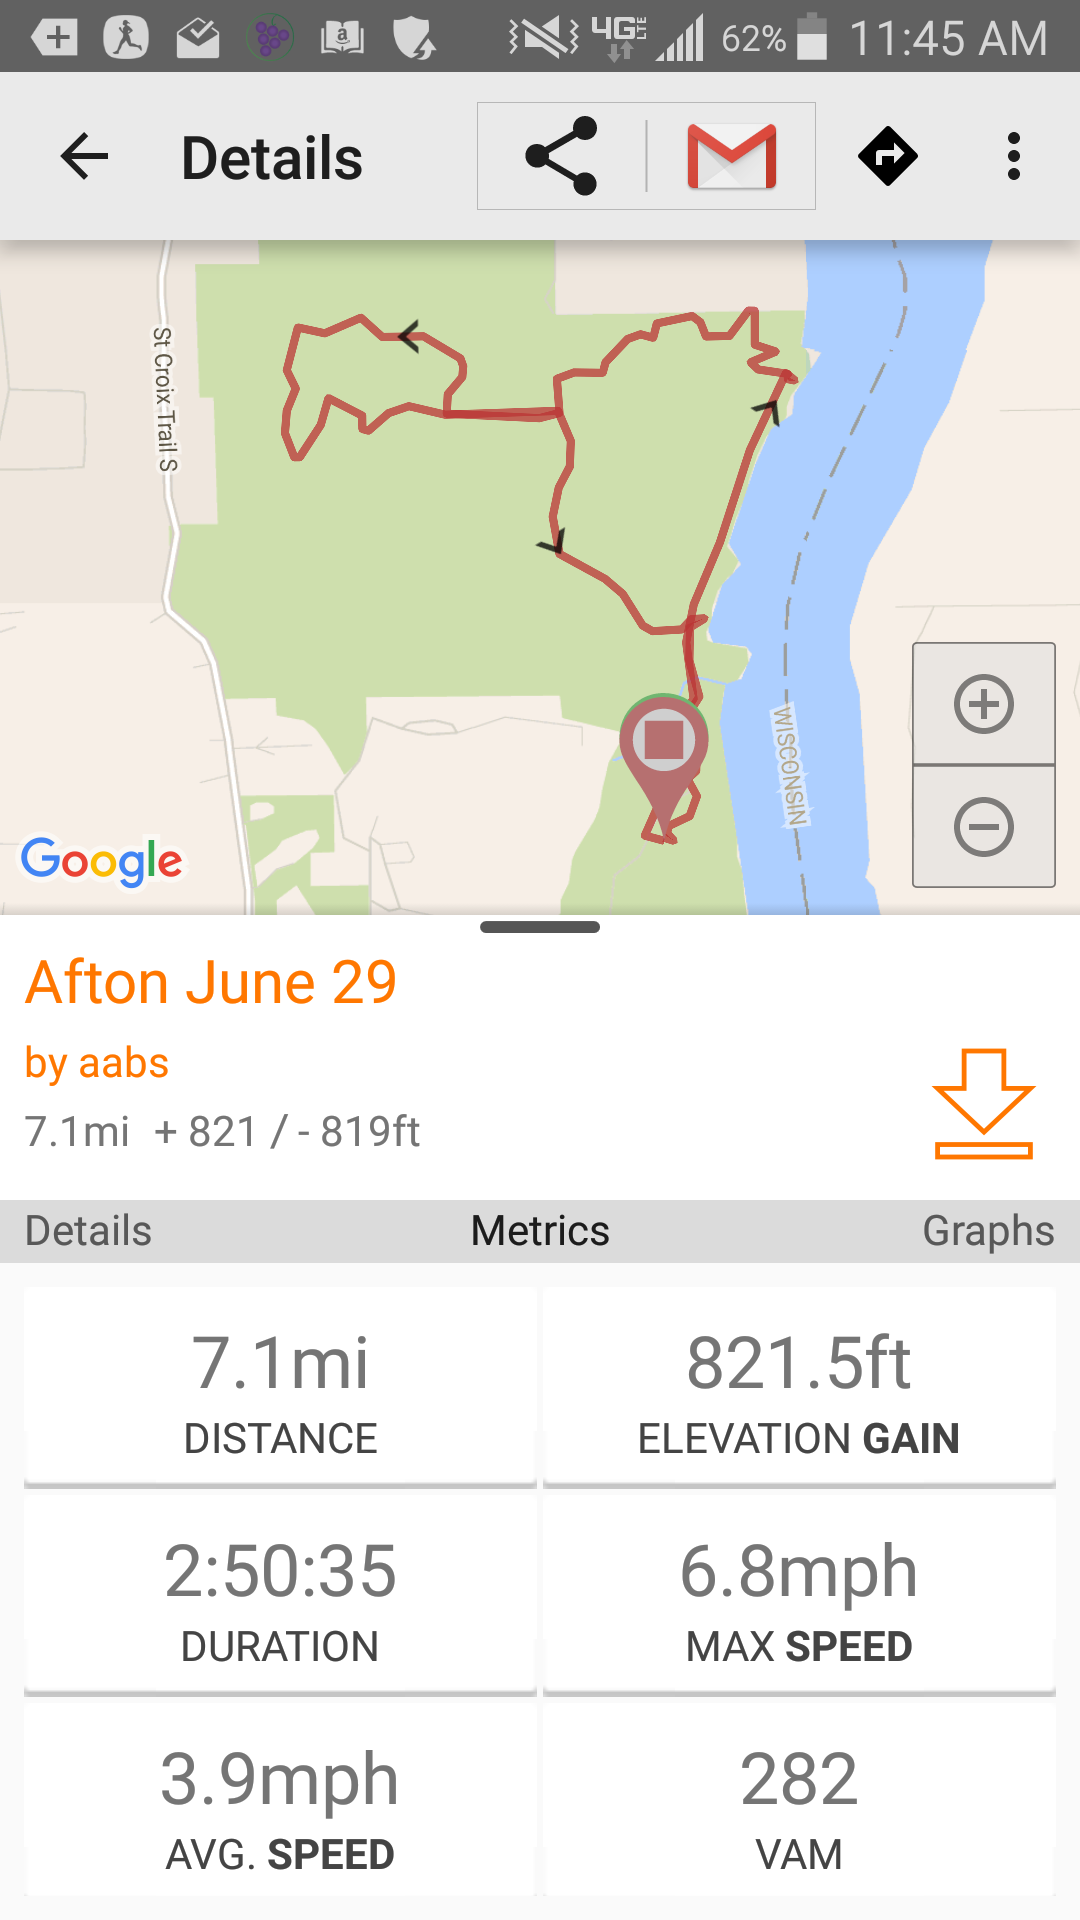 4G LTE 62% 11:45 AM
Details
St Croix Trail S
WISCONSIN
Google
Afton June 29
by aabs
7.1mi + 821 / - 819ft
Details Metrics Graphs
7.1mi 821.5ft
DISTANCE ELEVATION GAIN
2:50:35 6.8mph
DURATION MAX SPEED
3.9mph 282
AVG. SPEED VAM